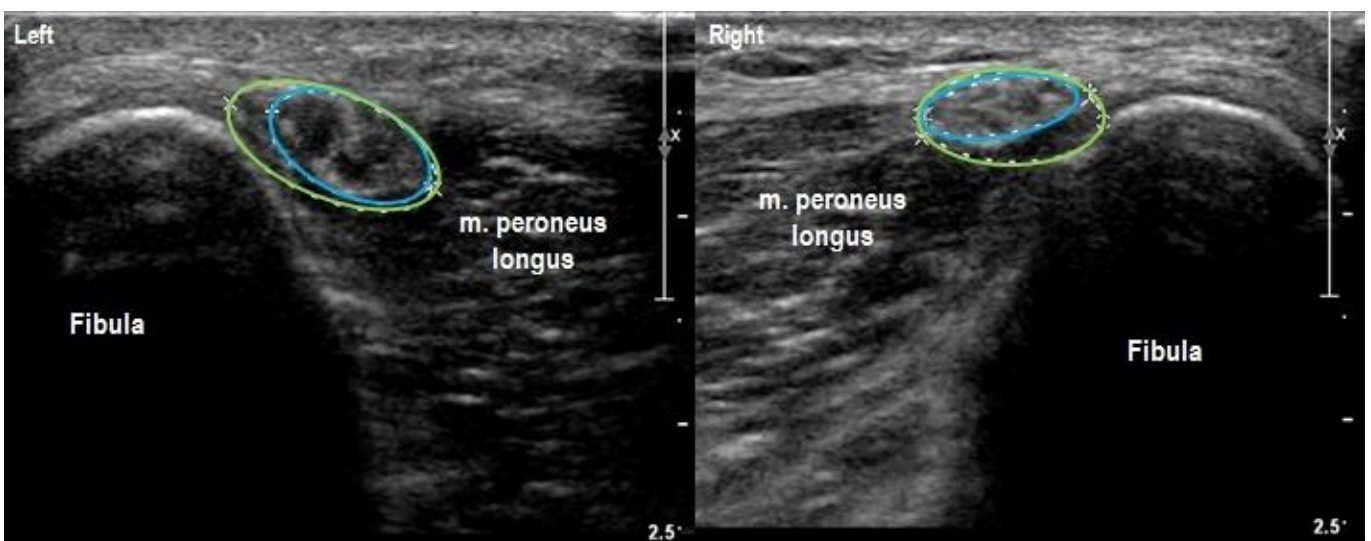 Left
x
m. peroneus
longus
Fibula
2.5
Right
x
m. peroneus
longus
Fibula
2.5